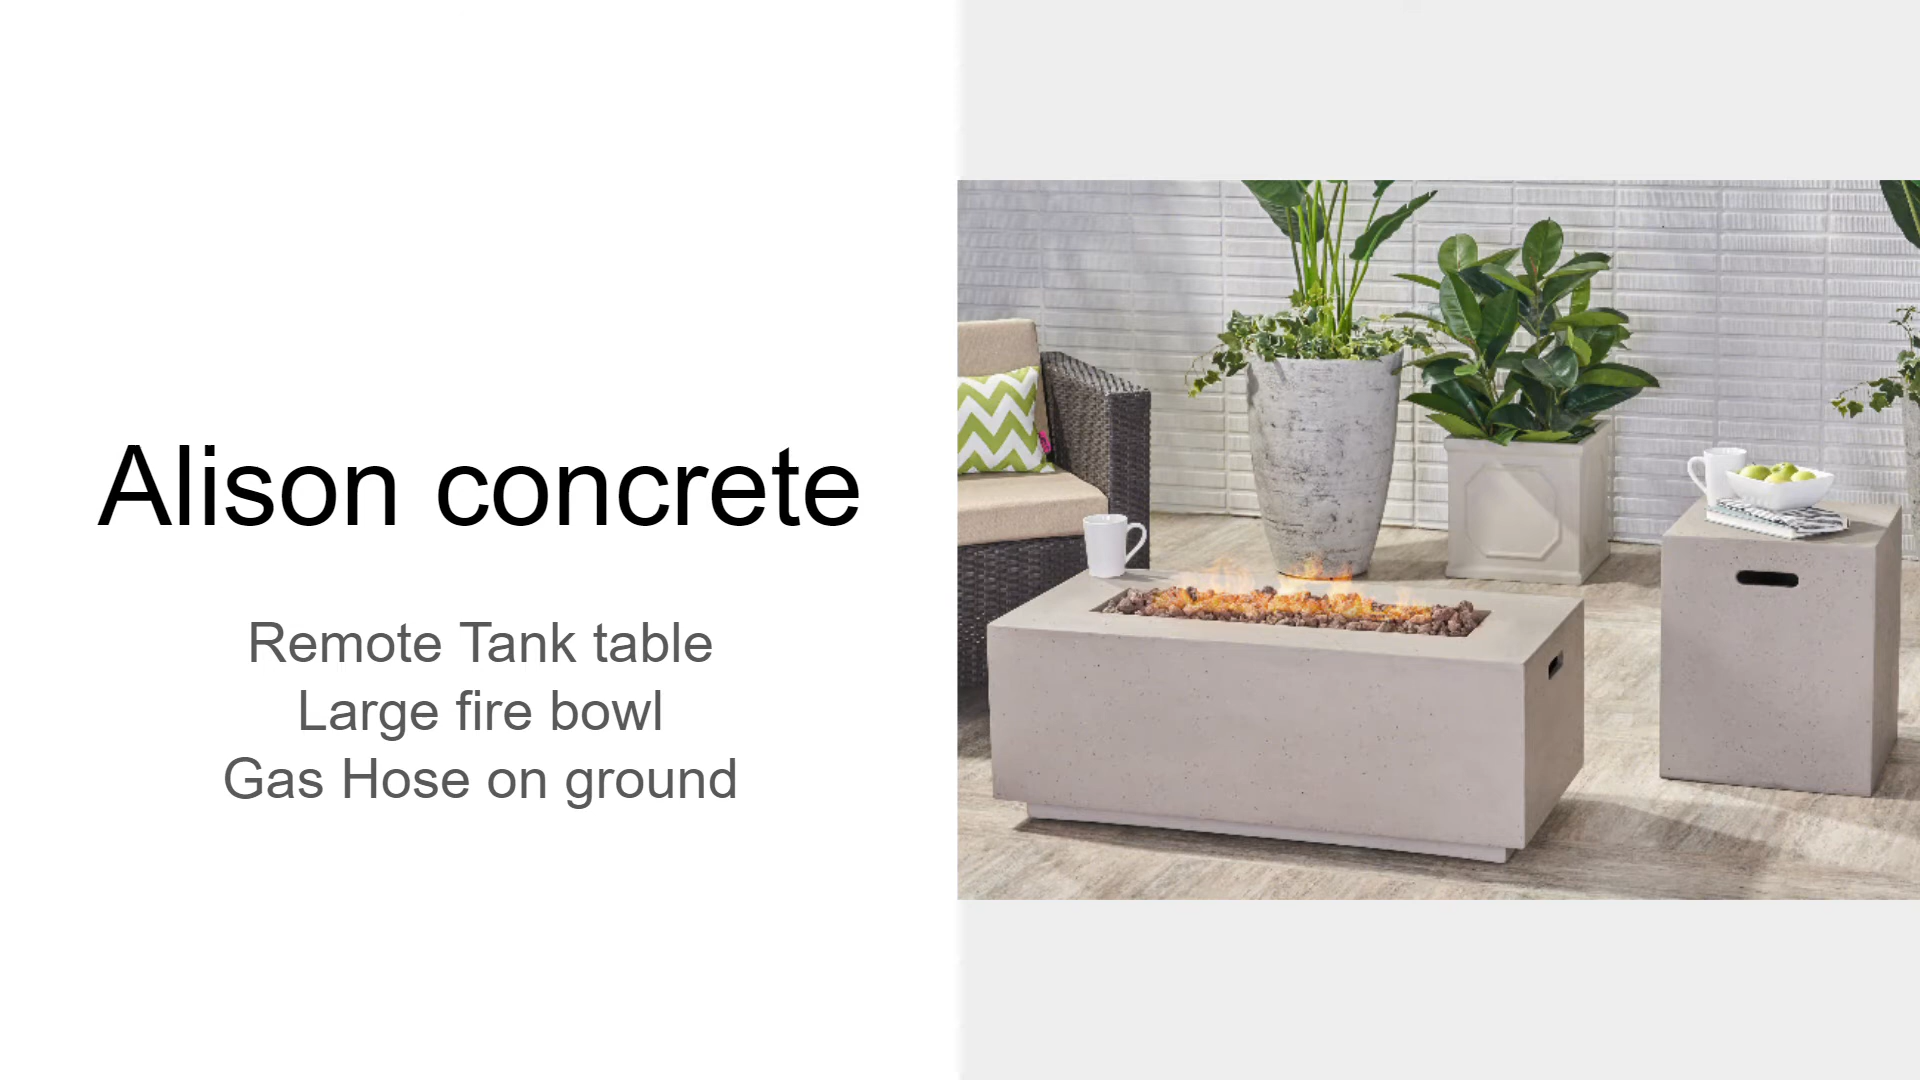 Alison concrete
Remote Tank table
Large fire bowl
Gas Hose on ground